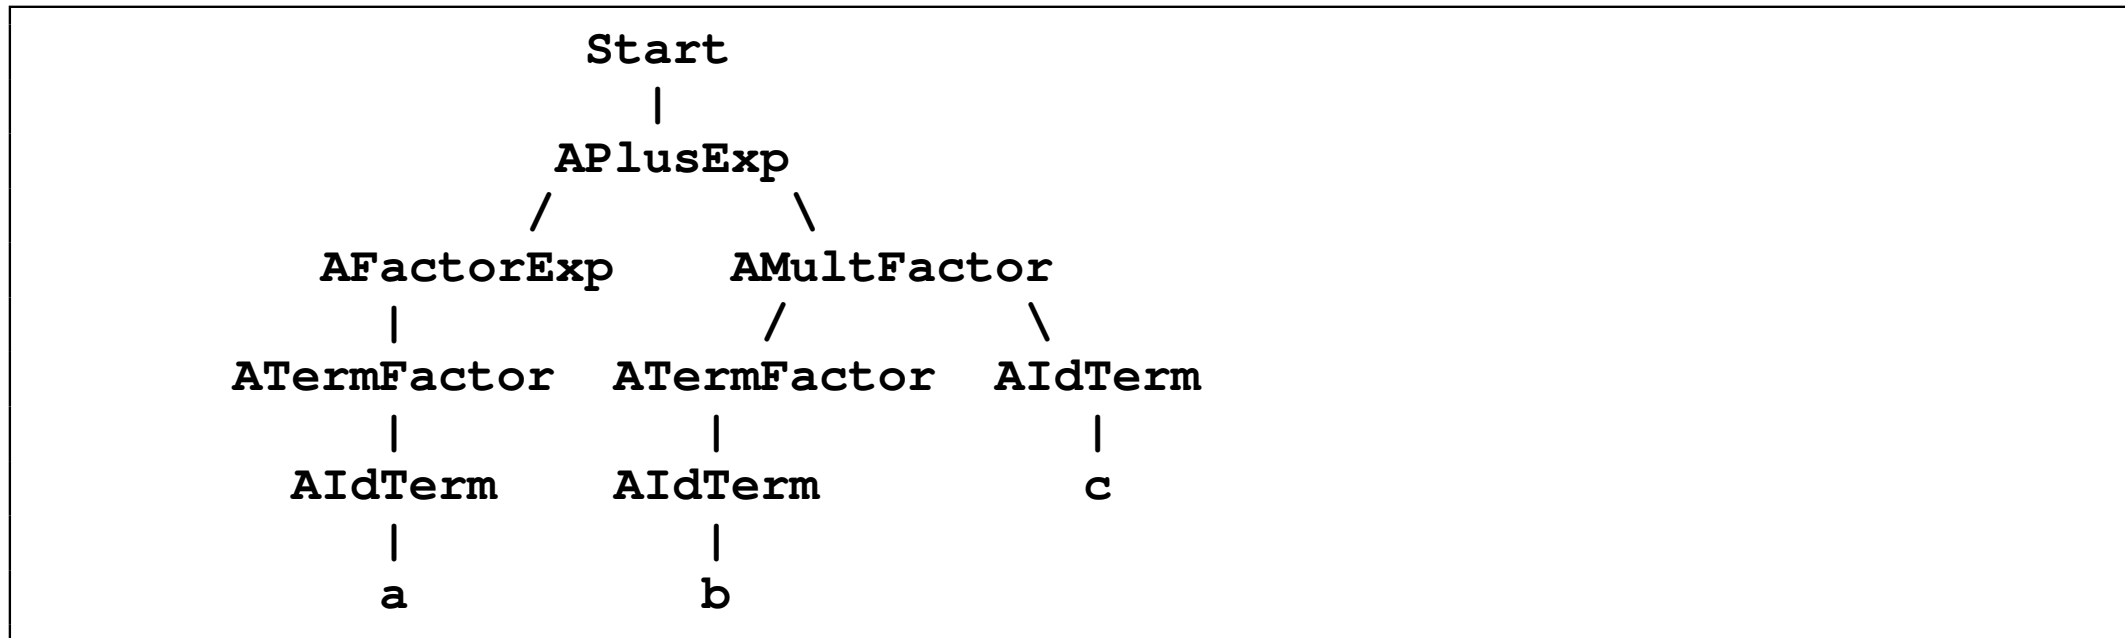 Start
|
APlusExp
/ \
AFactorExp AMultFactor
| / \
ATermFactor ATermFactor AIdTerm
| | |
AIdTerm AIdTerm c
| |
a b